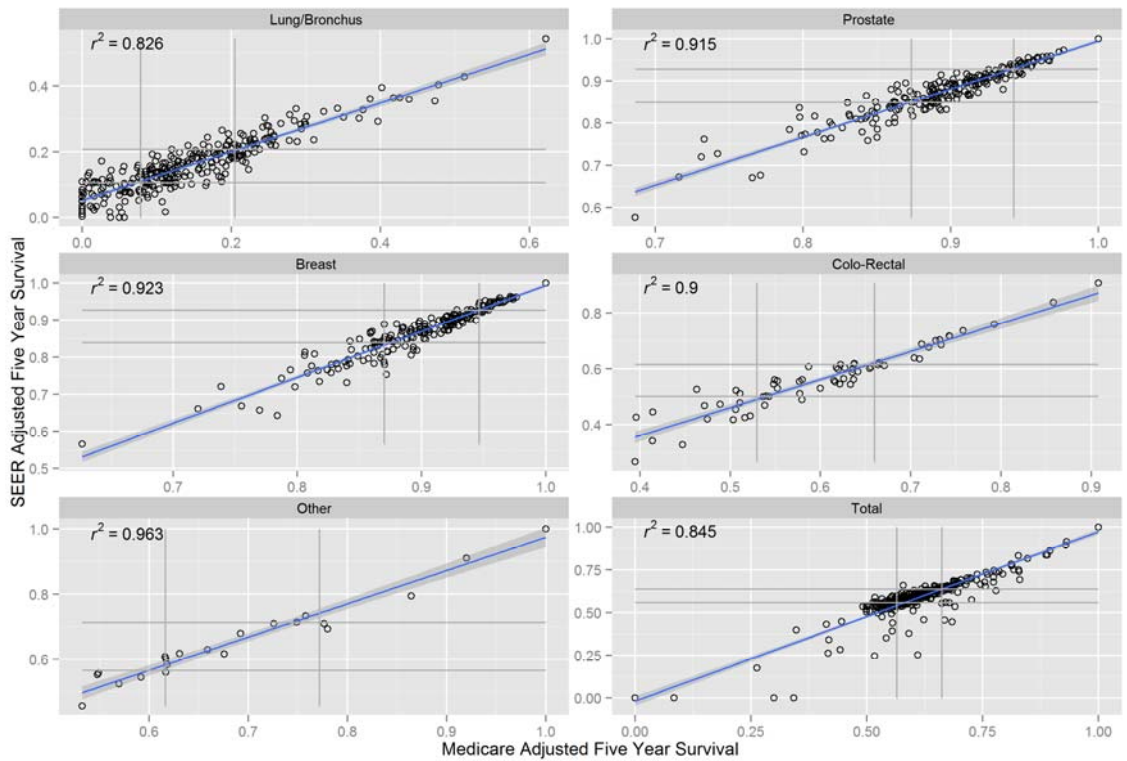 Lung/Bronchus
r² = 0.826
0.4
0.2
0.0
0.0 0.2 0.4 0.6
Prostate
r² = 0.915
1.0
0.9
0.8
0.7
0.6
0.7 0.8 0.9 1.0
Breast
r² = 0.923
1.0
0.9
0.8
0.7
0.6
0.5
0.7 0.8 0.9 1.0
Colo-Rectal
r² = 0.9
0.8
0.6
0.4
0.4 0.5 0.6 0.7 0.8 0.9
Other
r² = 0.963
1.0
0.8
0.6
0.6 0.7 0.8 0.9 1.0
Total
r² = 0.845
1.00
0.75
0.50
0.25
0.00
0.00 0.25 0.50 0.75 1.00
SEER Adjusted Five Year Survival
Medicare Adjusted Five Year Survival